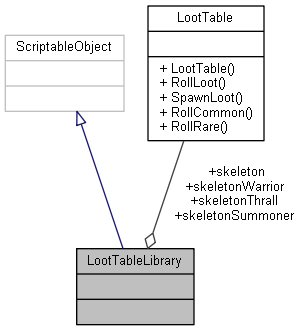 LootTable
ScriptableObject
+ LootTable()
+ RollLoot()
+ SpawnLoot()
+ RollCommon()
+ RollRare()
+skeleton
+skeletonWarrior
+skeletonThrall
+skeletonSummoner
LootTableLibrary